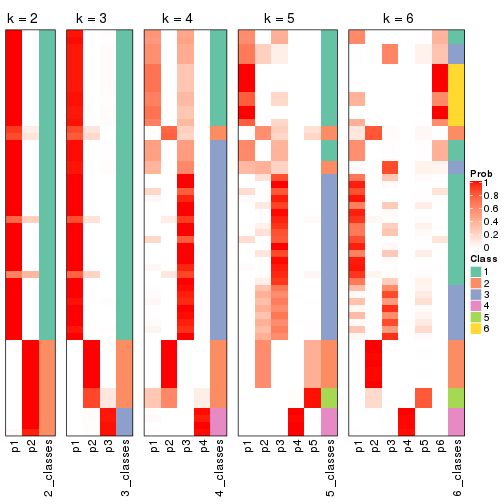 k = 2
k = 3
k = 4
k = 5
k = 6
p1
p2
2_classes
p1
p2
p3
3_classes
p1
p2
p3
p4
4_classes
p1
p2
p3
p4
p5
5_classes
p1
p2
p3
p4
p5
p6
6_classes
Prob
1
0.8
0.6
0.4
0.2
0
Class
1
2
3
4
5
6